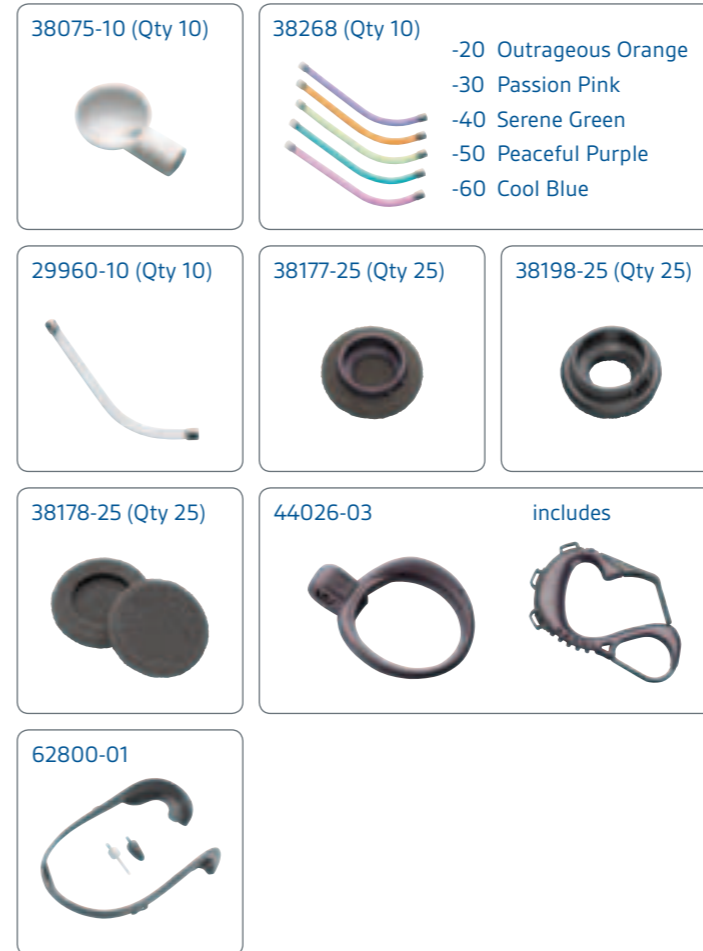 38075-10 (Qty 10)
38268 (Qty 10)
-20 Outrageous Orange
-30 Passion Pink
-40 Serene Green
-50 Peaceful Purple
-60 Cool Blue
29960-10 (Qty 10)
38177-25 (Qty 25)
38198-25 (Qty 25)
38178-25 (Qty 25)
44026-03
includes
62800-01